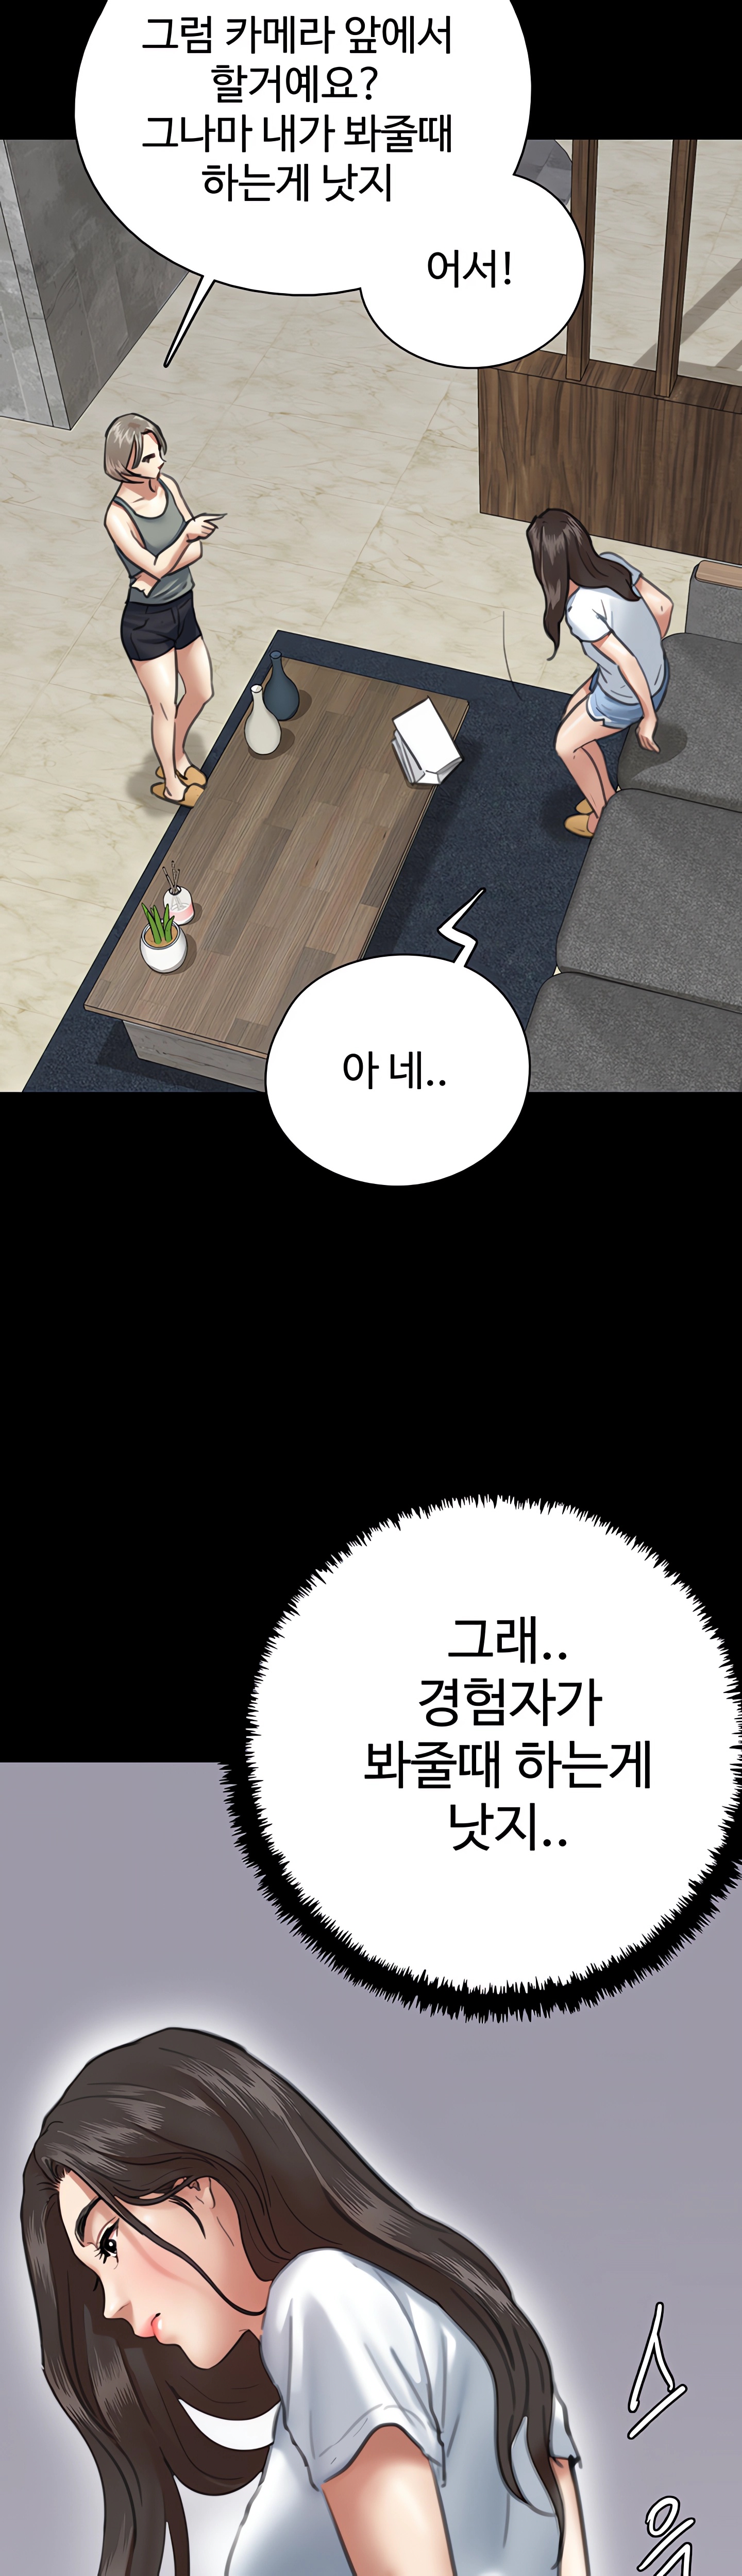 그럼 카메라 앞에서
할거예요?
그나마 내가 봐줄때
하는게 낫지
어서!
아 네..
그래..
경험자가
봐줄때 하는게
낫지..
스
윽